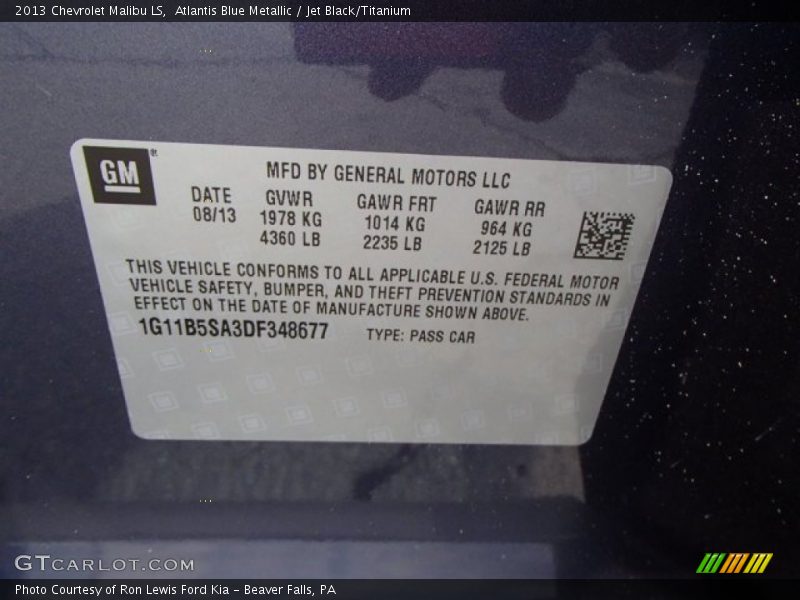 2013 Chevrolet Malibu LS,  Atlantis Blue Metallic / Jet Black/Titanium
GM ®
MFD BY GENERAL MOTORS LLC
DATE GVWR GAWR FRT GAWR RR
08/13 1978 KG 1014 KG 964 KG
4360 LB 2235 LB 2125 LB
THIS VEHICLE CONFORMS TO ALL APPLICABLE U.S. FEDERAL MOTOR
VEHICLE SAFETY, BUMPER, AND THEFT PREVENTION STANDARDS IN
EFFECT ON THE DATE OF MANUFACTURE SHOWN ABOVE.
1G11B5SA3DF348677 TYPE: PASS CAR
GTCARLOT.COM
Photo Courtesy of Ron Lewis Ford Kia - Beaver Falls, PA